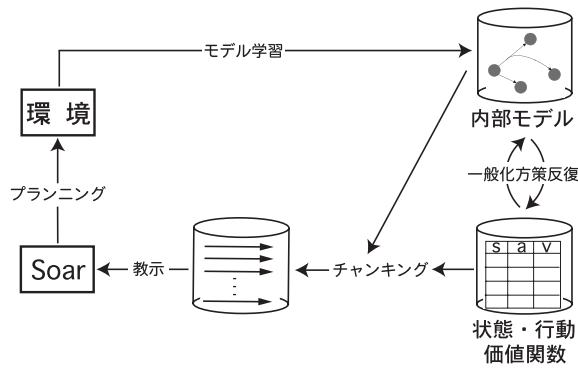 モデル学習
内部モデル
環 境
一般化方策反復
プランニング
s a v
Soar
教示
チャンキング
状態・行動
価値関数